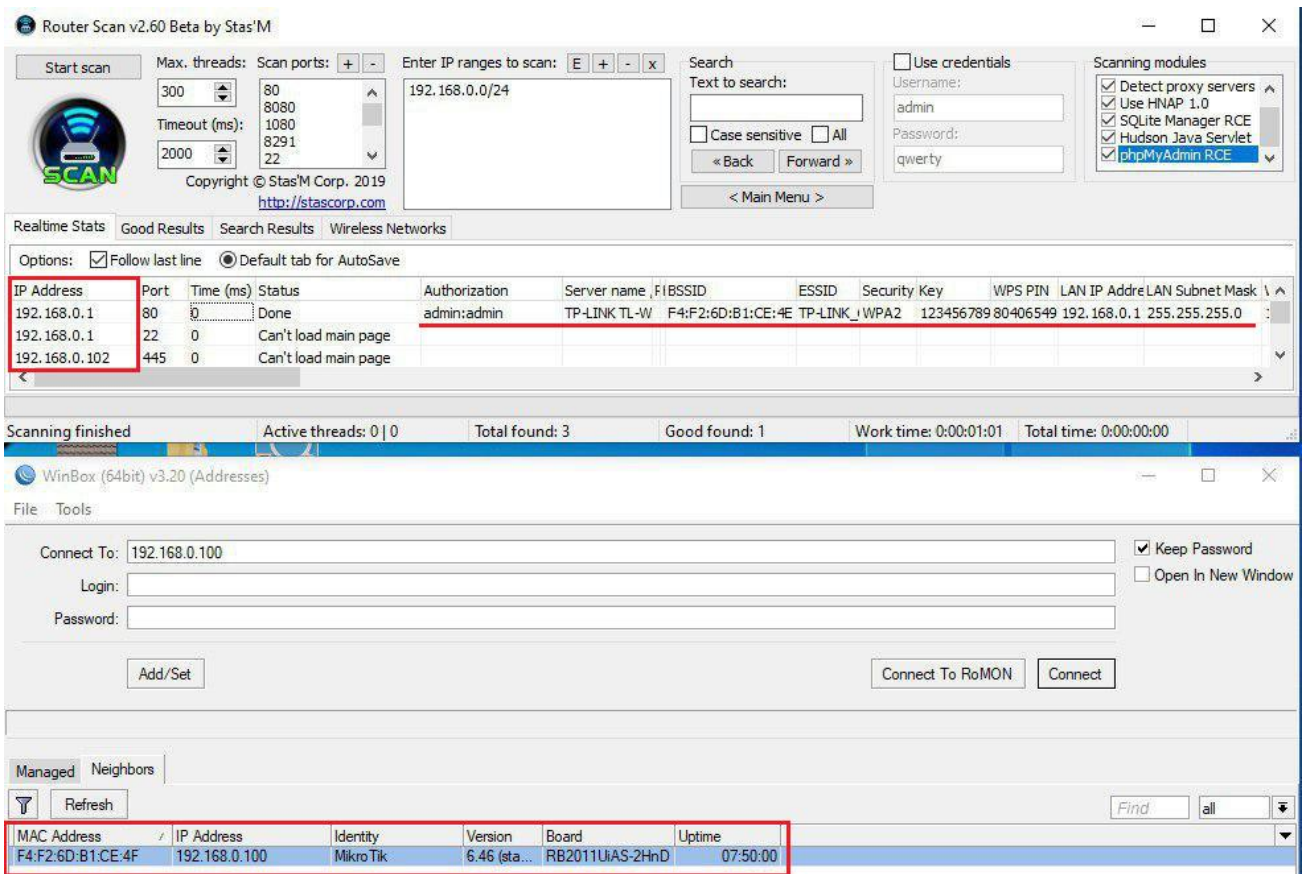 Router Scan v2.60 Beta by Stas'M
Start scan
Max. threads:
300
Timeout (ms):
2000
Scan ports: + -
80
8080
1080
8291
22
SCAN
Copyright © Stas'M Corp. 2019
http://stascorp.com
Enter IP ranges to scan: E + - x
192.168.0.0/24
Search
Text to search:
Case sensitive All
« Back Forward »
< Main Menu >
Use credentials
Username:
admin
Password:
qwerty
Scanning modules
Detect proxy servers
Use HNAP 1.0
SQLite Manager RCE
Hudson Java Servlet
phpMyAdmin RCE
Realtime Stats Good Results Search Results Wireless Networks
Options: Follow last line Default tab for AutoSave
IP Address Port Time (ms) Status Authorization Server name BSSID ESSID Security Key WPS PIN LAN IP Addre LAN Subnet Mask
192.168.0.1 80 0 Done admin:admin TP-LINK TL-W F4:F2:6D:B1:CE:4E TP-LINK_ WPA2 123456789 80406549 192.168.0.1 255.255.255.0
192.168.0.1 22 0 Can't load main page
192.168.0.102 445 0 Can't load main page
Scanning finished Active threads: 0 | 0 Total found: 3 Good found: 1 Work time: 0:00:01:01 Total time: 0:00:00:00
WinBox (64bit) v3.20 (Addresses)
File Tools
Connect To: 192.168.0.100
Keep Password
Login:
Open In New Window
Password:
Add/Set Connect To RoMON Connect
Managed Neighbors
Refresh Find all
MAC Address IP Address Identity Version Board Uptime
F4:F2:6D:B1:CE:4F 192.168.0.100 MikroTik 6.46 (sta... RB2011UiAS-2HnD 07:50:00